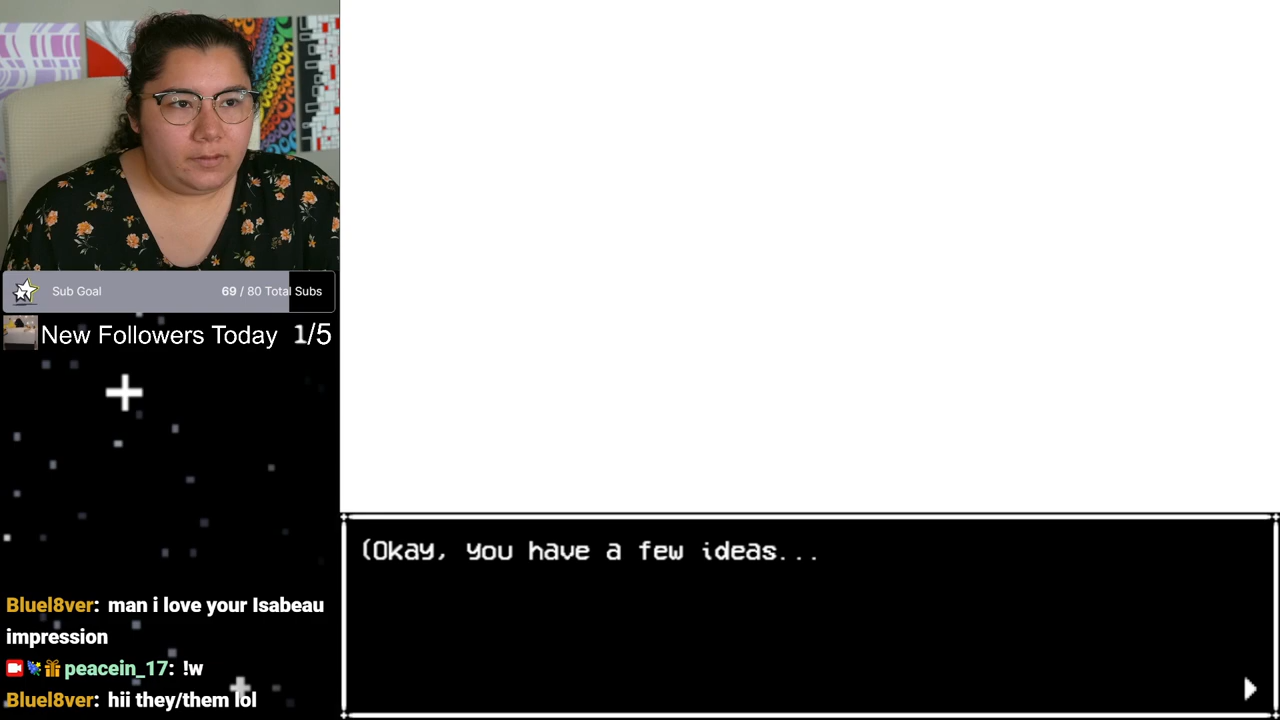 Sub Goal 69 / 80 Total Subs
New Followers Today 1/5
Bluel8ver: man i love your Isabeau
impression
peacein_17: !w
Bluel8ver: hii they/them lol
(Okay, you have a few ideas...